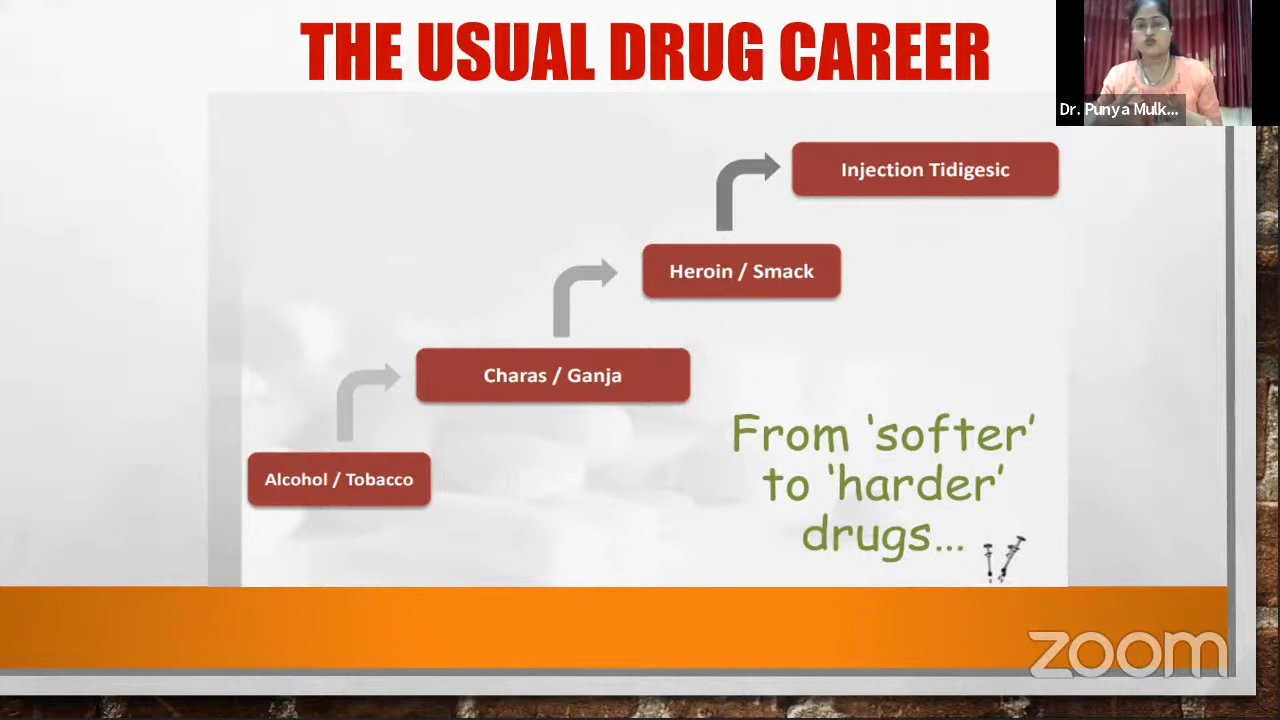 THE USUAL DRUG CAREER
Dr. Punya Mulk...
Injection Tidigesic
Heroin / Smack
Charas / Ganja
Alcohol / Tobacco
From ‘softer’
to ‘harder’
drugs...
zoom